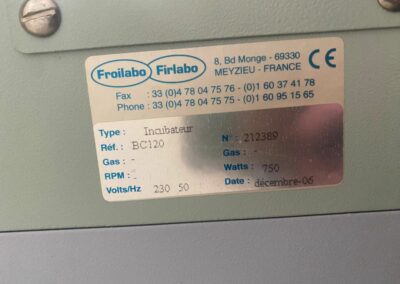 Froilabo Firlabo
8, Bd Monge - 69330
MEYZIEU - FRANCE
CE
Fax : 33 (0)4 78 04 75 76 - (0)1 60 37 41 78
Phone : 33 (0)4 78 04 75 75 - (0)1 60 95 15 65
Type : Incubateur
N° : 212389
Réf. : BC120
Gas : -
Gas : -
RPM : -
Watts : 750
Volts/Hz 230 50
Date : décembre-06